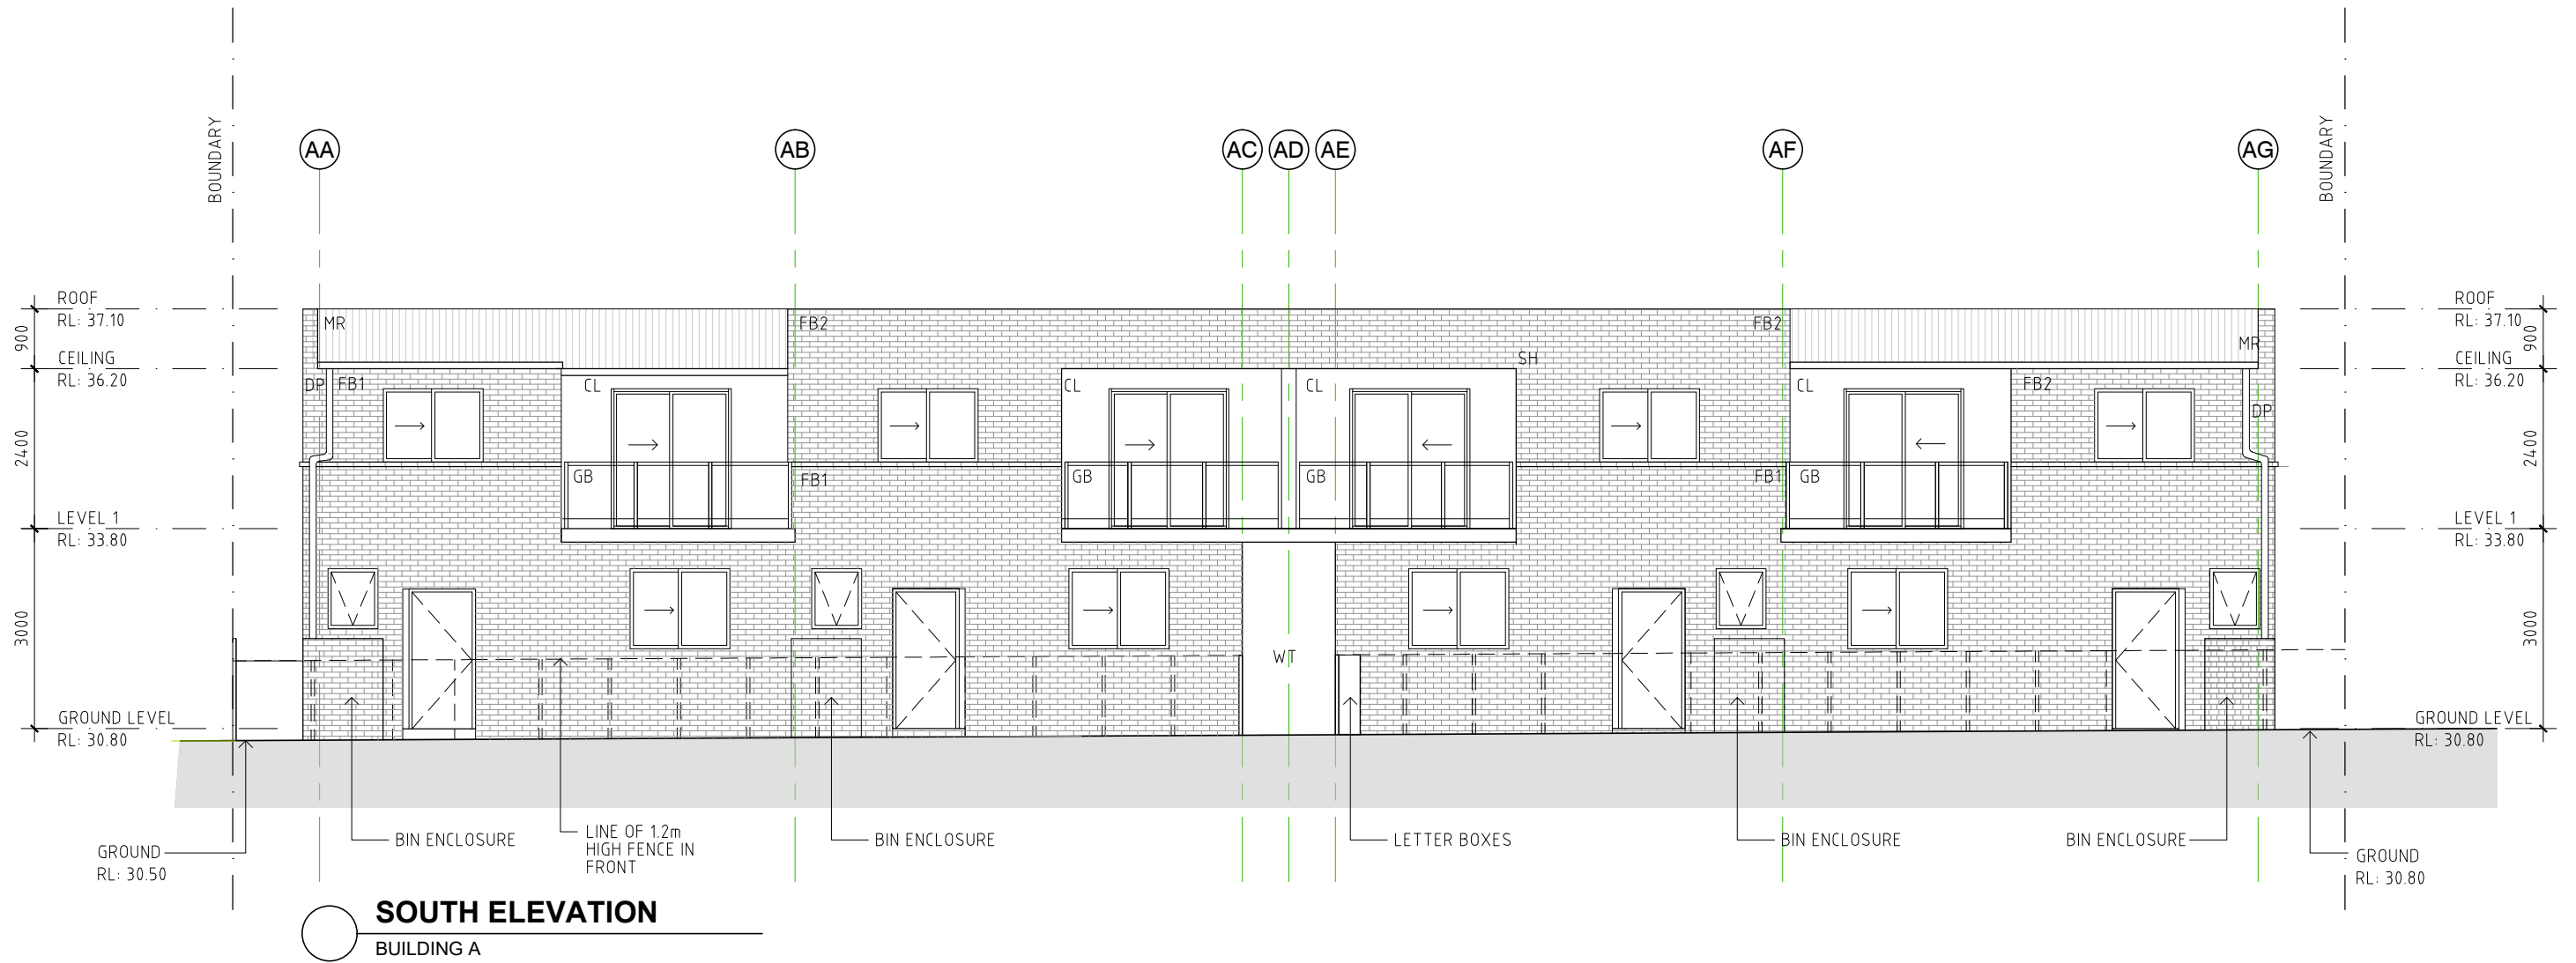 BOUNDARY
BOUNDARY
AA
AB
AC
AD
AE
AF
AG
ROOF
RL: 37.10
900
CEILING
RL: 36.20
2400
LEVEL 1
RL: 33.80
3000
GROUND LEVEL
RL: 30.80
MR
FB2
FB2
MR
SH
DP
FB1
CL
CL
CL
CL
FB2
DP
GB
FB1
GB
GB
FB1
GB
WT
ROOF
RL: 37.10
900
CEILING
RL: 36.20
2400
LEVEL 1
RL: 33.80
3000
GROUND LEVEL
RL: 30.80
GROUND
RL: 30.50
BIN ENCLOSURE
LINE OF 1.2m
HIGH FENCE IN
FRONT
BIN ENCLOSURE
LETTER BOXES
BIN ENCLOSURE
BIN ENCLOSURE
GROUND
RL: 30.80
SOUTH ELEVATION
BUILDING A